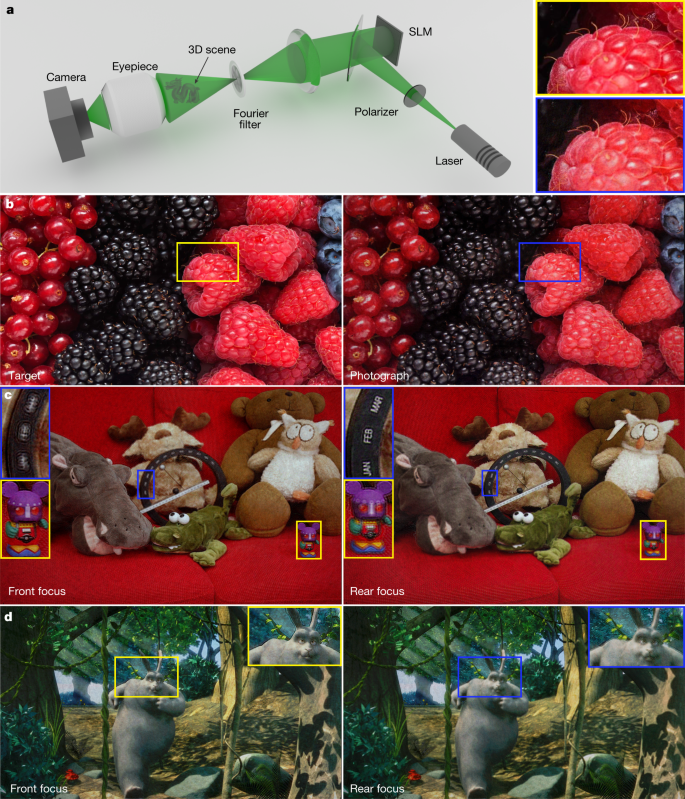 a
SLM
3D scene
Eyepiece
Camera
Fourier
filter
Polarizer
Laser
b
Target
Photograph
c
MAR
FEB
JAN
Front focus
Rear focus
d
Front focus
Rear focus